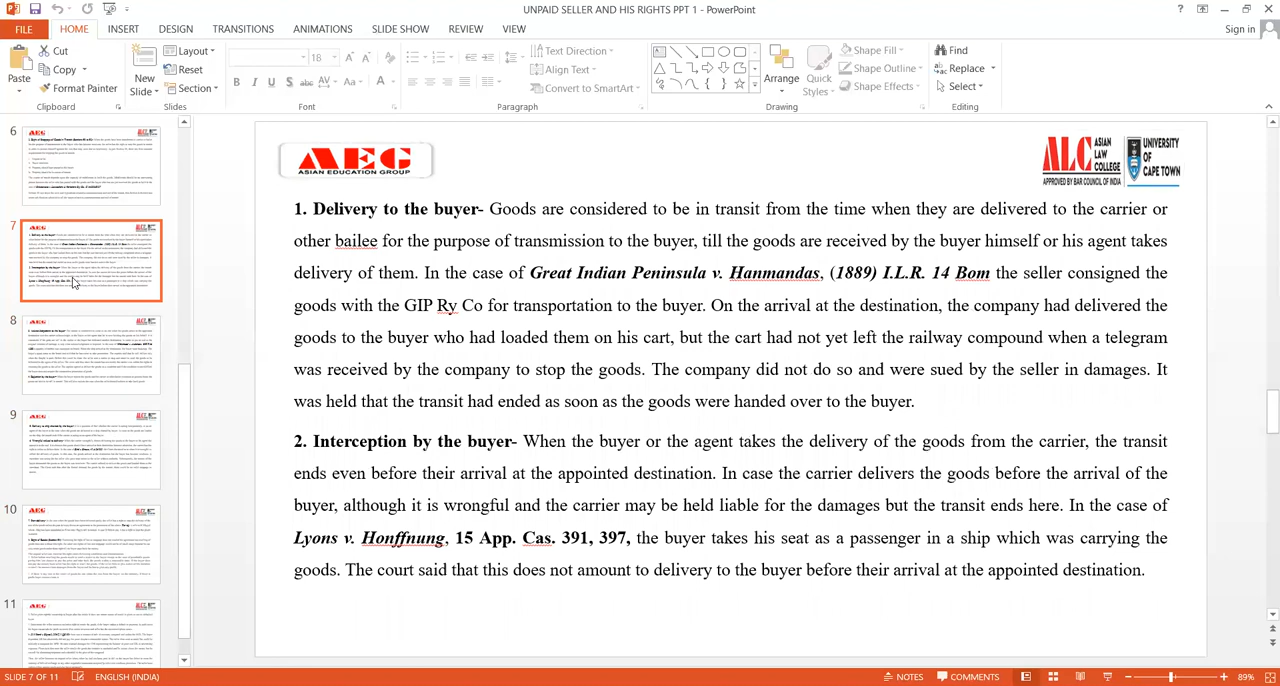 UNPAID SELLER AND HIS RIGHTS PPT 1 - PowerPoint
FILE HOME INSERT DESIGN TRANSITIONS ANIMATIONS SLIDE SHOW REVIEW VIEW Sign in
Paste Cut Copy Format Painter
Clipboard
New Slide Layout Reset Section
Slides
18
B I U S abc AV Aa A
Font
Text Direction Align Text Convert to SmartArt
Paragraph
Arrange Quick Styles Shape Fill Shape Outline Shape Effects
Drawing
Find Replace Select
Editing
6
7
8
9
10
11
AEG
ASIAN EDUCATION GROUP
ALC ASIAN LAW COLLEGE
APPROVED BY BAR COUNCIL OF INDIA
UNIVERSITY OF CAPE TOWN
1. Delivery to the buyer- Goods are considered to be in transit from the time when they are delivered to the carrier or
other bailee for the purpose of transmission to the buyer, till the goods are received by the buyer himself or his agent takes
delivery of them. In the case of Great Indian Peninsula v. Hanmandas, (1889) I.L.R. 14 Bom the seller consigned the
goods with the GIP Ry Co for transportation to the buyer. On the arrival at the destination, the company had delivered the
goods to the buyer who had loaded them on his cart, but the cart had not yet left the railway compound when a telegram
was received by the company to stop the goods. The company did not do so and were sued by the seller in damages. It
was held that the transit had ended as soon as the goods were handed over to the buyer.
2. Interception by the buyer- When the buyer or the agent obtains the delivery of the goods from the carrier, the transit
ends even before their arrival at the appointed destination. In case the carrier delivers the goods before the arrival of the
buyer, although it is wrongful and the carrier may be held lible for the damages but the transit ends here. In the case of
Lyons v. Honffnung, 15 App. Cas. 391, 397, the buyer takes his ticket as a passenger in a ship which was carrying the
goods. The court said that this does not amount to delivery to the buyer before their arrival at the appointed destination.
SLIDE 7 OF 11 ENGLISH (INDIA) NOTES COMMENTS 89%